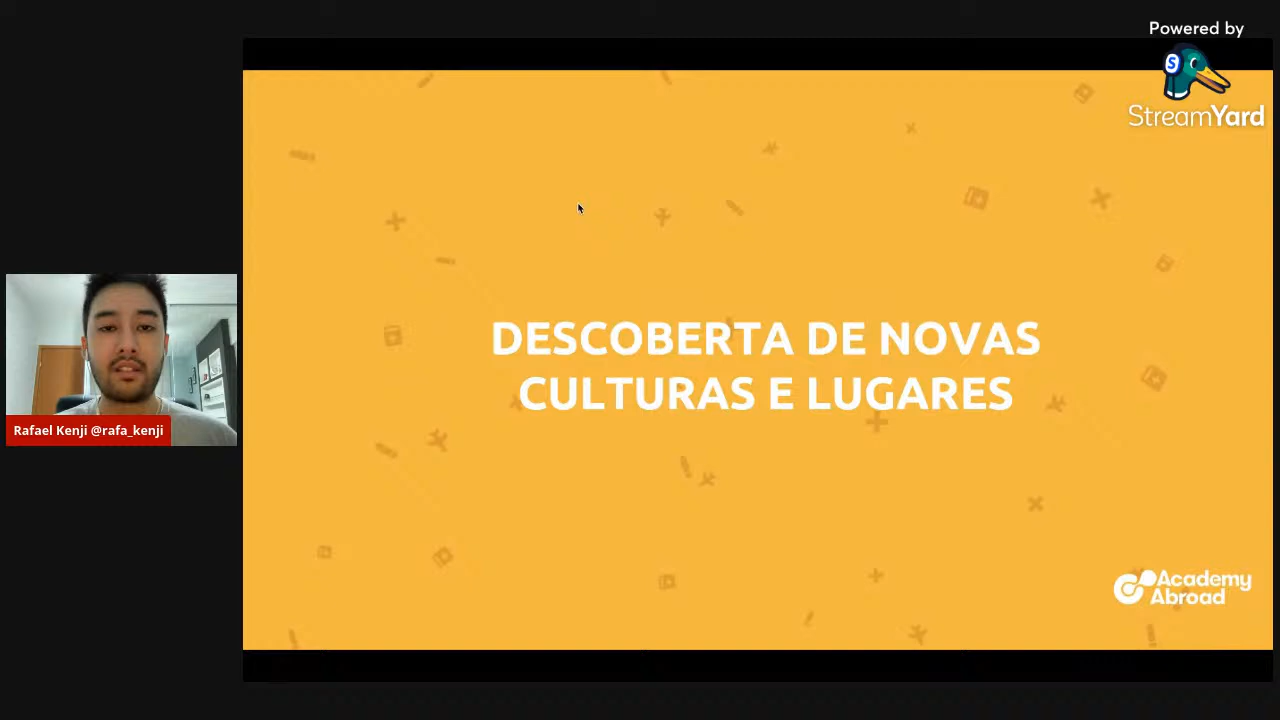 Powered by
S
StreamYard
DESCOBERTA DE NOVAS
CULTURAS E LUGARES
Rafael Kenji @rafa_kenji
Academy
Abroad